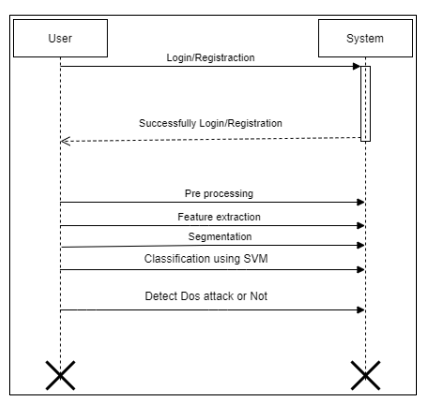 User
System
Login/Registraction
Successfully Login/Registration
Pre processing
Feature extraction
Segmentation
Classification using SVM
Detect Dos attack or Not